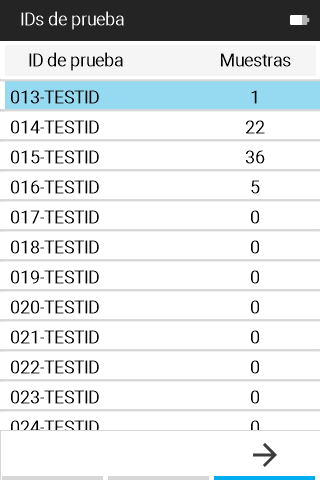 IDs de prueba
ID de prueba Muestras
013-TESTID 1
014-TESTID 22
015-TESTID 36
016-TESTID 5
017-TESTID 0
018-TESTID 0
019-TESTID 0
020-TESTID 0
021-TESTID 0
022-TESTID 0
023-TESTID 0
024-TESTID 0